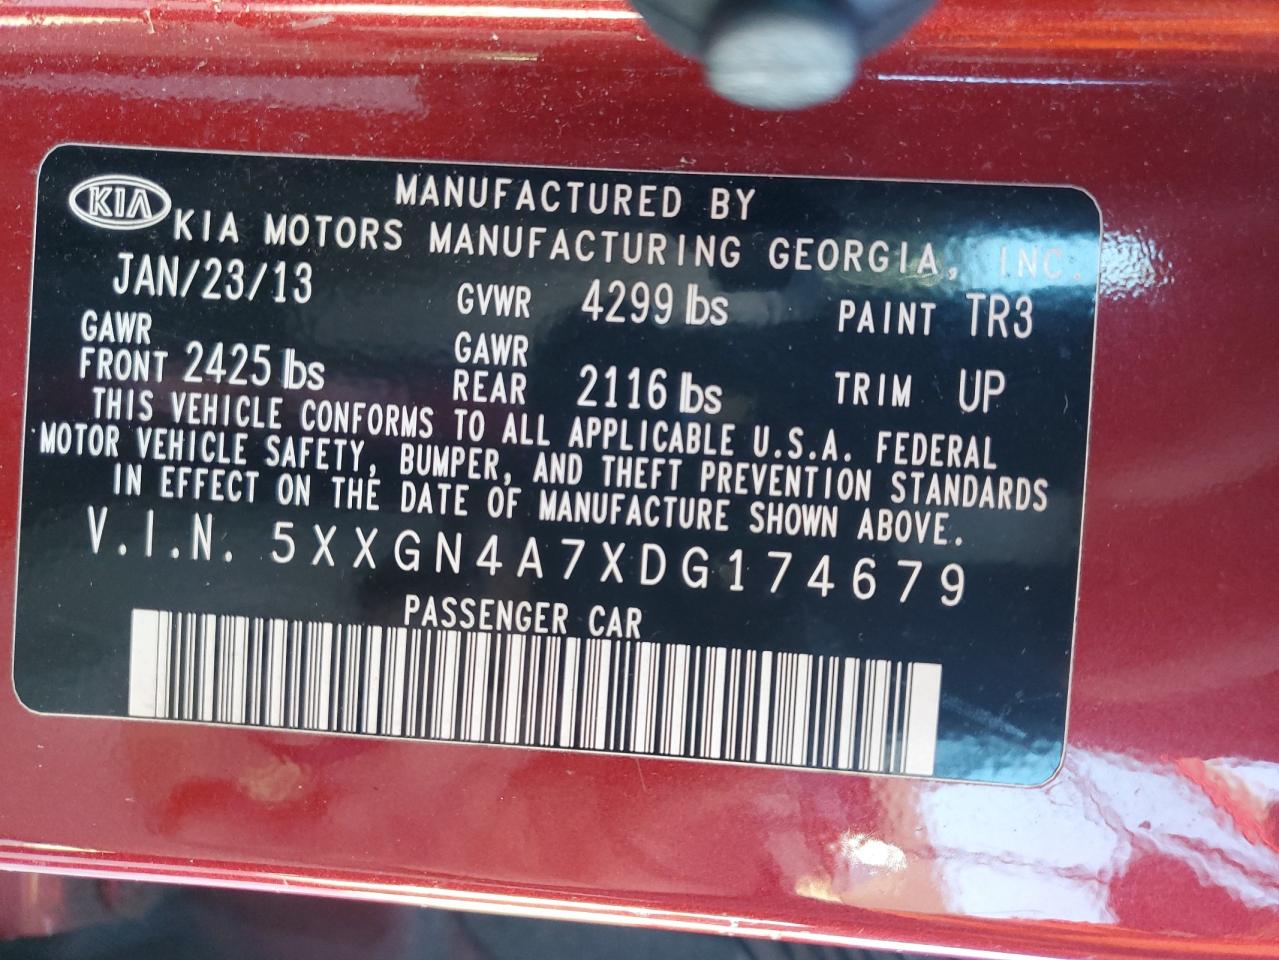 KIA
MANUFACTURED BY
KIA MOTORS MANUFACTURING GEORGIA, INC.
JAN/23/13 GVWR 4299 lbs PAINT TR3
GAWR FRONT 2425 lbs GAWR REAR 2116 lbs TRIM UP
THIS VEHICLE CONFORMS TO ALL APPLICABLE U.S.A. FEDERAL
MOTOR VEHICLE SAFETY, BUMPER, AND THEFT PREVENTION STANDARDS
IN EFFECT ON THE DATE OF MANUFACTURE SHOWN ABOVE.
V.I.N. 5XXGN4A7XDG174679
PASSENGER CAR